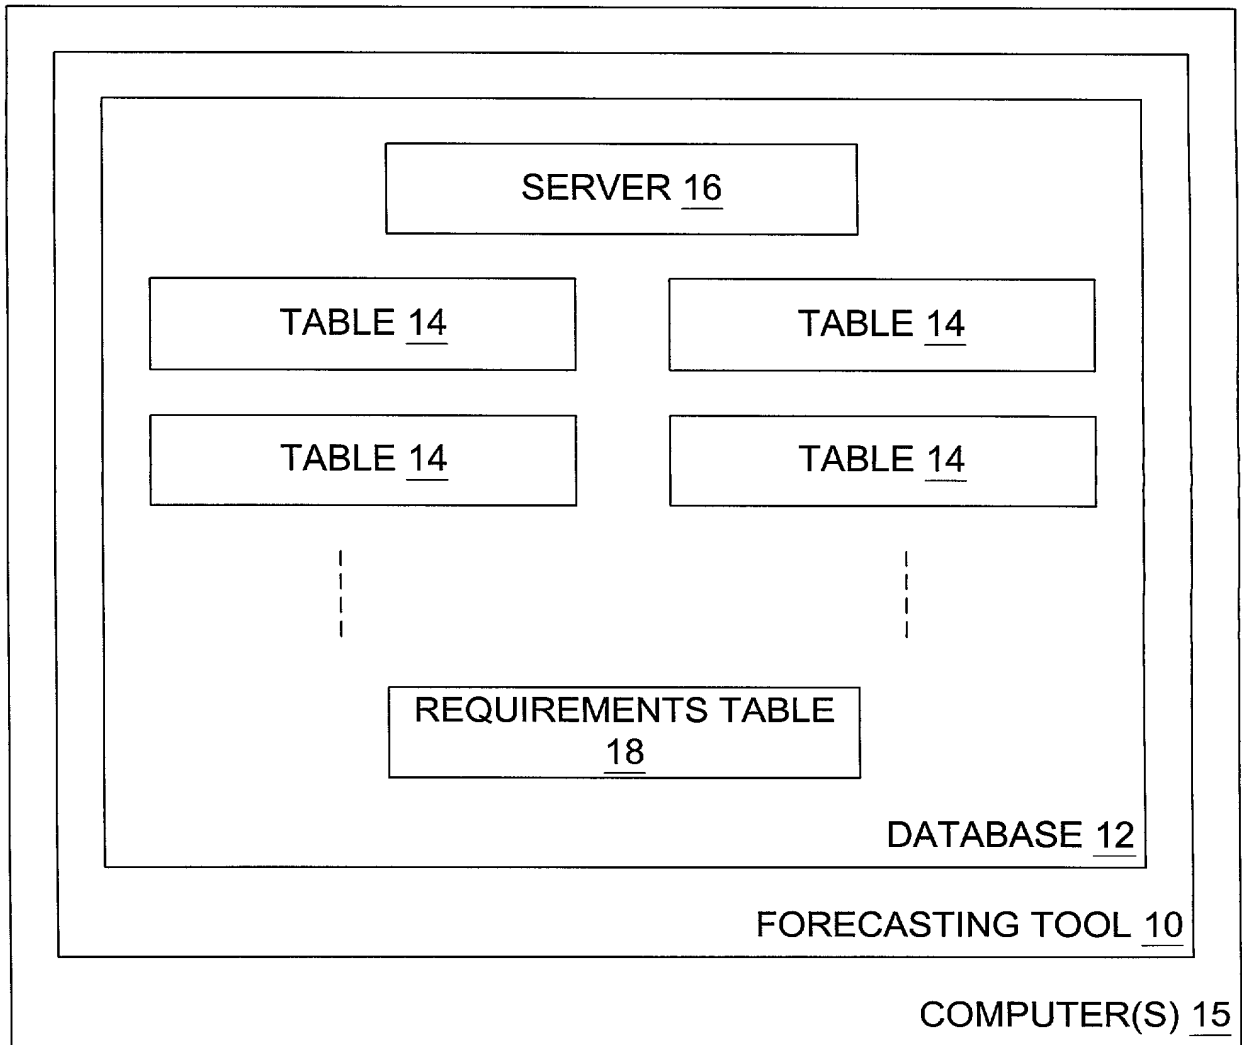 SERVER 16
TABLE 14
TABLE 14
TABLE 14
TABLE 14
REQUIREMENTS TABLE
18
DATABASE 12
FORECASTING TOOL 10
COMPUTER(S) 15